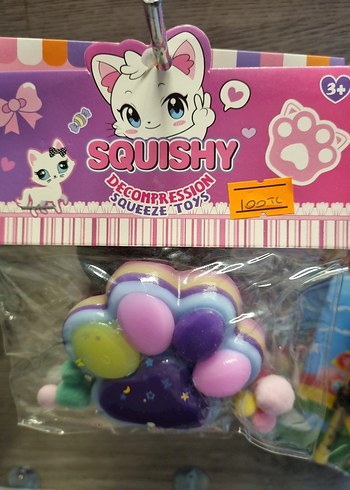 3+
SQUISHY
DECOMPRESSION
SQUEEZE TOYS
100TL